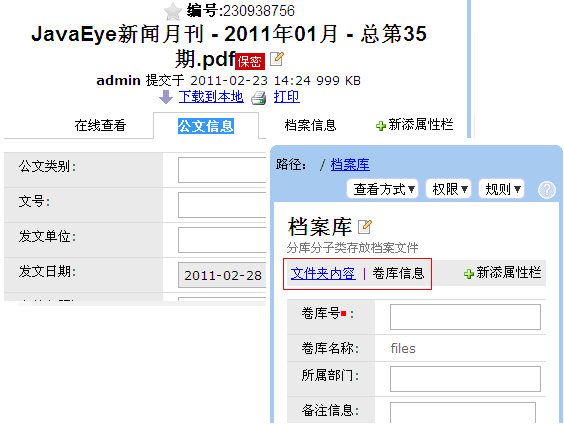 编号:230938756
JavaEye新闻月刊 - 2011年01月 - 总第35
期.pdf 保密
admin 提交于 2011-02-23 14:24 999 KB
下载到本地 打印
在线查看 公文信息 档案信息 新添属性栏
公文类别:
文号:
发文单位:
发文日期: 2011-02-28
路径: / 档案库
查看方式▼ 权限▼ 规则▼ ?
档案库
分库分子类存放档案文件
文件夹内容 | 卷库信息 新添属性栏
卷库号 :
卷库名称: files
所属部门:
备注信息: